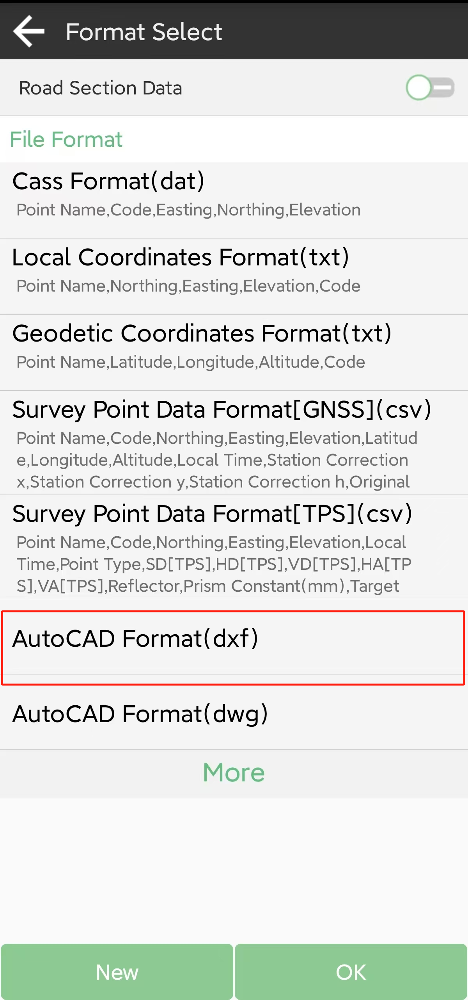 Format Select
Road Section Data
File Format
Cass Format(dat)
Point Name,Code,Easting,Northing,Elevation
Local Coordinates Format(txt)
Point Name,Northing,Easting,Elevation,Code
Geodetic Coordinates Format(txt)
Point Name,Latitude,Longitude,Altitude,Code
Survey Point Data Format[GNSS](csv)
Point Name,Code,Northing,Easting,Elevation,Latitud
e,Longitude,Altitude,Local Time,Station Correction
x,Station Correction y,Station Correction h,Original
Survey Point Data Format[TPS](csv)
Point Name,Code,Northing,Easting,Elevation,Local
Time,Point Type,SD[TPS],HD[TPS],VD[TPS],HA[TP
S],VA[TPS],Reflector,Prism Constant(mm),Target
AutoCAD Format(dxf)
AutoCAD Format(dwg)
More
New
OK